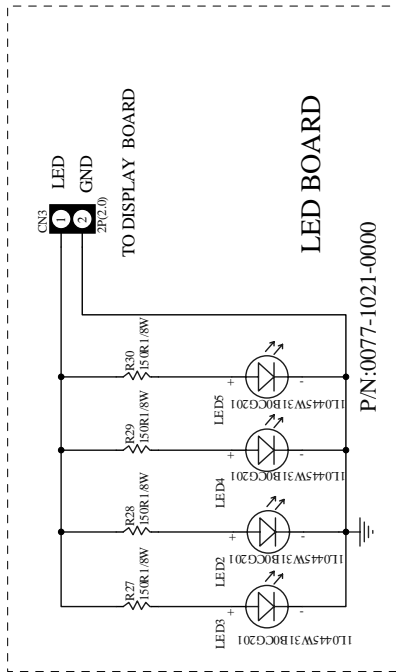 CN3
1 LED
2 GND
2P(2.0)
TO DISPLAY BOARD
LED BOARD
P/N:0077-1021-0000
R30
150R1/8W
R29
150R1/8W
R28
150R1/8W
R27
150R1/8W
+
LED5
-
1L0445W31B0CG201
+
LED4
-
1L0445W31B0CG201
+
LED2
-
1L0445W31B0CG201
+
LED3
-
1L0445W31B0CG201